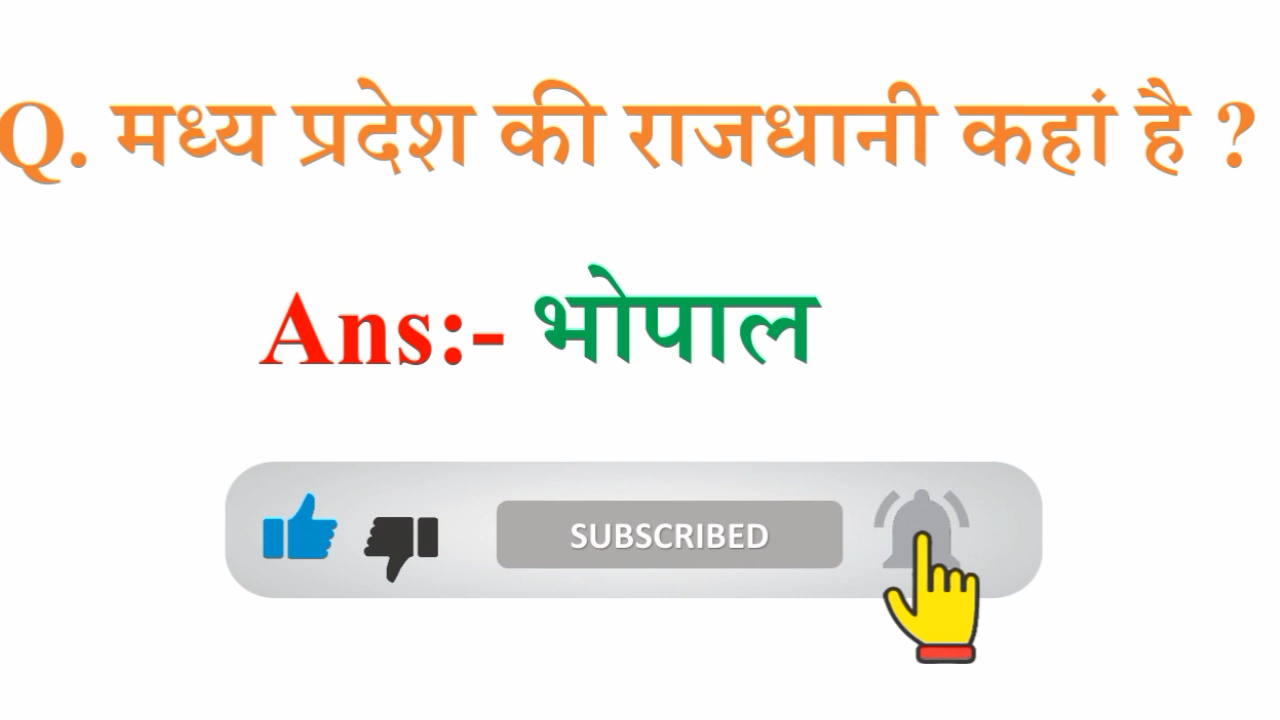 Q. मध्य प्रदेश की राजधानी कहां है ?
Ans:- भोपाल
SUBSCRIBED